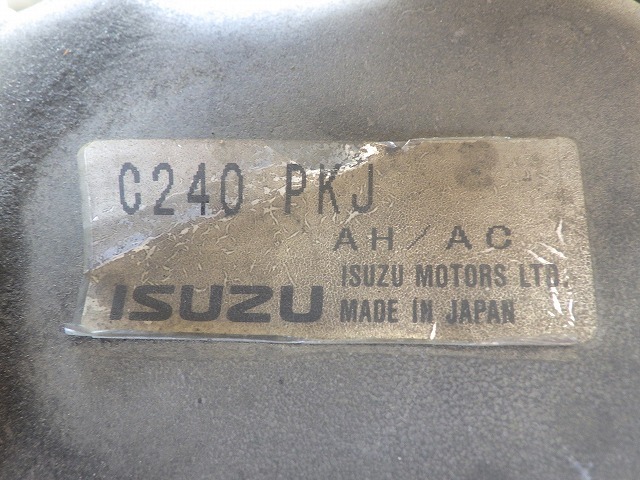 C240 PKJ
AH/AC
ISUZU
ISUZU MOTORS LTD.
MADE IN JAPAN